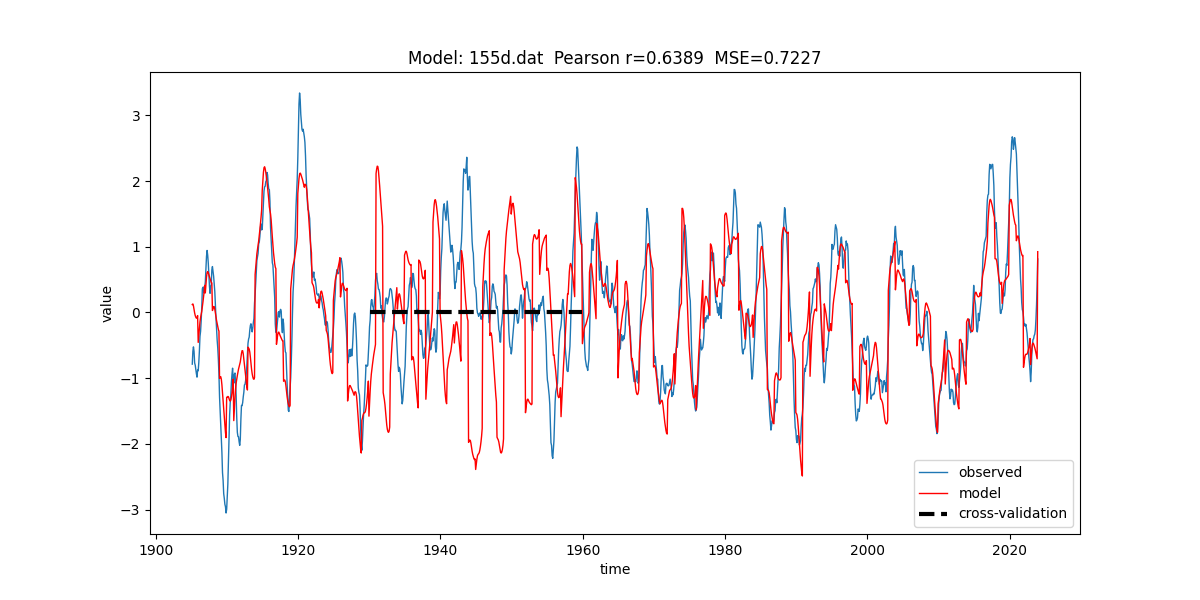 Model: 155d.dat  Pearson r=0.6389  MSE=0.7227
value
3
2
1
0
−1
−2
−3
observed
model
cross-validation
1900
1920
1940
1960
1980
2000
2020
time